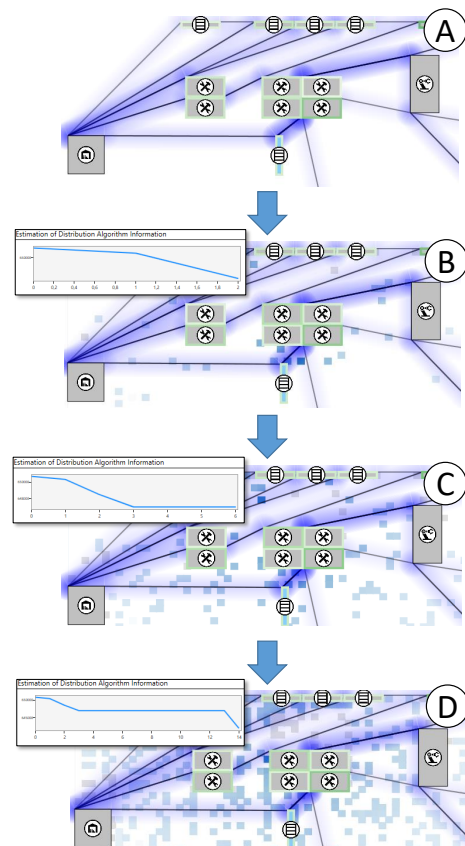 A
Estimation of Distribution Algorithm Information
0 0,2 0,4 0,6 0,8 1 1,2 1,4 1,6 1,8 2
B
Estimation of Distribution Algorithm Information
0 1 2 3 4 5 6
C
Estimation of Distribution Algorithm Information
0 2 4 6 8 10 12 14
D